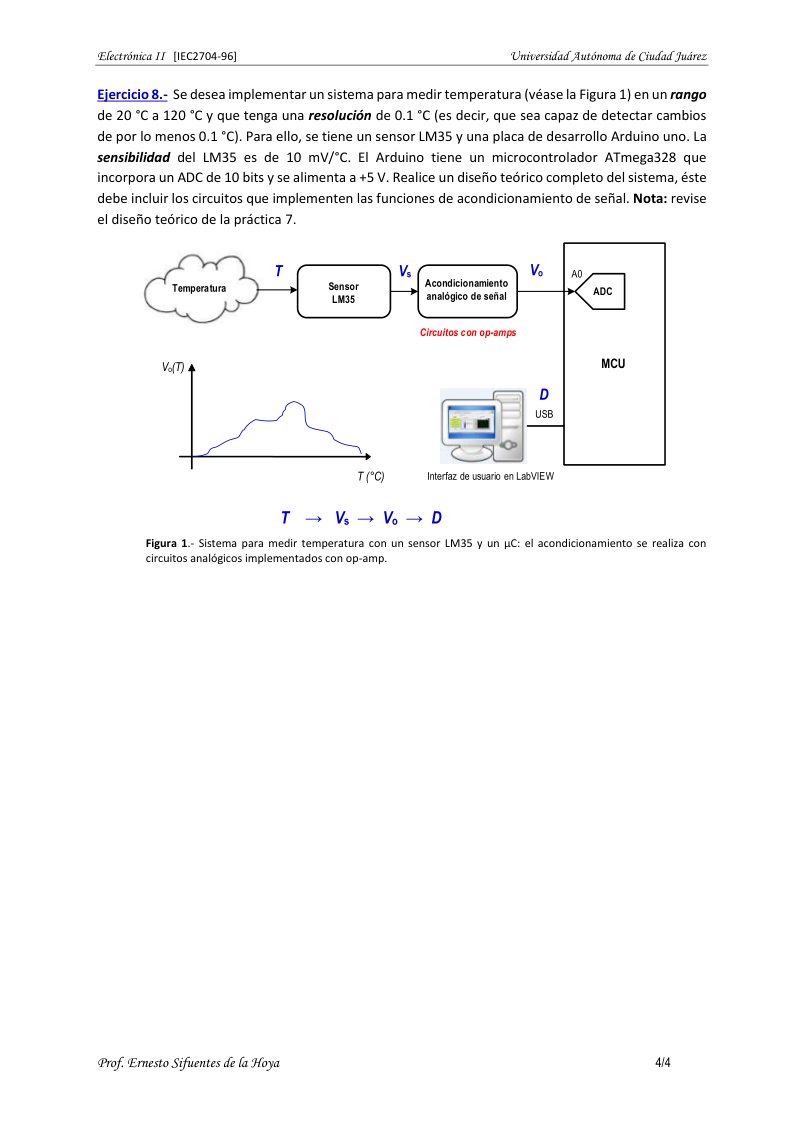 Electrónica II [IEC2704-96] Universidad Autónoma de Ciudad Juárez
Ejercicio 8.- Se desea implementar un sistema para medir temperatura (véase la Figura 1) en un rango
de 20 °C a 120 °C y que tenga una resolución de 0.1 °C (es decir, que sea capaz de detectar cambios
de por lo menos 0.1 °C). Para ello, se tiene un sensor LM35 y una placa de desarrollo Arduino uno. La
sensibilidad del LM35 es de 10 mV/°C. El Arduino tiene un microcontrolador ATmega328 que
incorpora un ADC de 10 bits y se alimenta a +5 V. Realice un diseño teórico completo del sistema, éste
debe incluir los circuitos que implementen las funciones de acondicionamiento de señal. Nota: revise
el diseño teórico de la práctica 7.
Temperatura
T
Sensor
LM35
Vs
Acondicionamiento
analógico de señal
Vo
A0
ADC
Circuitos con op-amps
MCU
Vo(T)
T (°C)
D
USB
Interfaz de usuario en LabVIEW
T → Vs → Vo → D
Figura 1.- Sistema para medir temperatura con un sensor LM35 y un µC: el acondicionamiento se realiza con
circuitos analógicos implementados con op-amp.
Prof. Ernesto Sifuentes de la Hoya 4/4